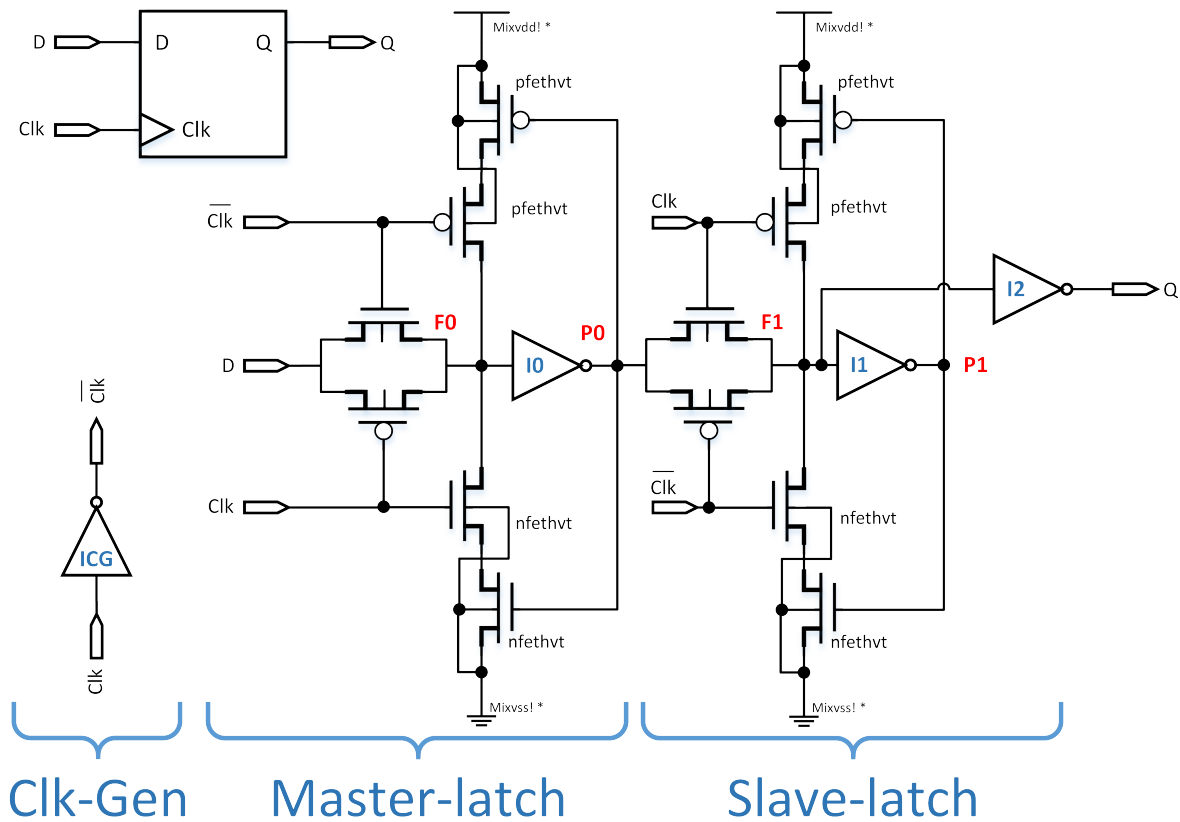 Mixvdd! *
Mixvdd! *
D
D
Q
Q
Clk
Clk
pfethvt
pfethvt
Clk
pfethvt
Clk
pfethvt
F0
P0
F1
I2
Q
D
I0
I1
P1
Clk
Clk
Clk
nfethvt
nfethvt
ICG
nfethvt
nfethvt
Clk
Mixvss! *
Mixvss! *
Clk-Gen
Master-latch
Slave-latch